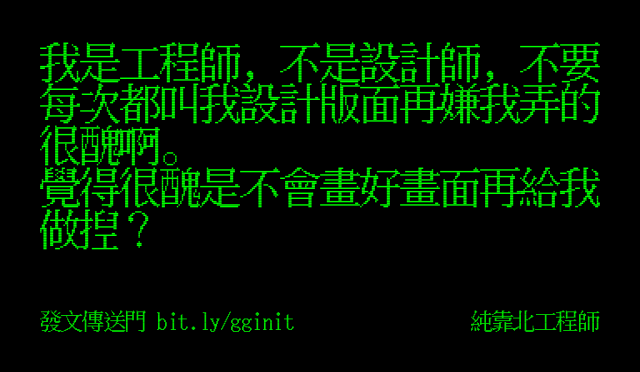 我是工程師，不是設計師，不要
每次都叫我設計版面再嫌我弄的
很醜啊。
覺得很醜是不會畫好畫面再給我
做揑？
發文傳送門 bit.ly/gginit
純靠北工程師